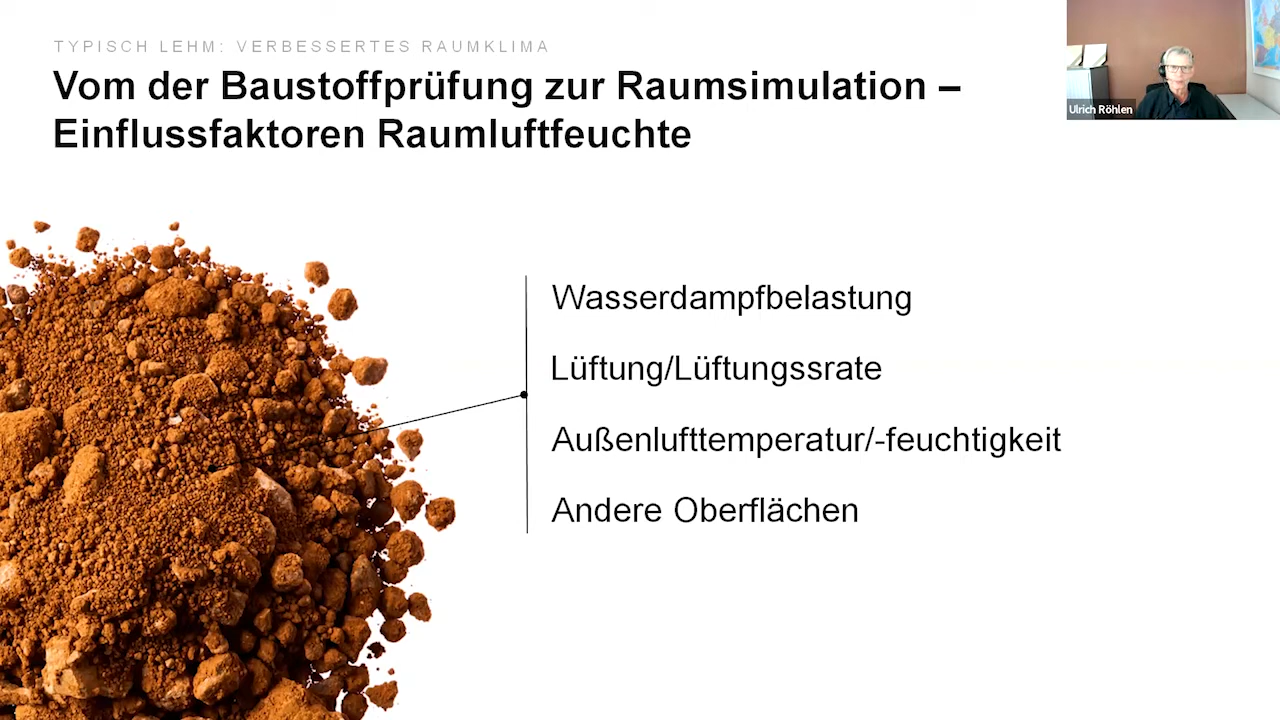 TYPISCH LEHM: VERBESSERTES RAUMKLIMA
Vom der Baustoffprüfung zur Raumsimulation –
Einflussfaktoren Raumluftfeuchte
Ulrich Röhlen
Wasserdampfbelastung
Lüftung/Lüftungssrate
Außenlufttemperatur/-feuchtigkeit
Andere Oberflächen